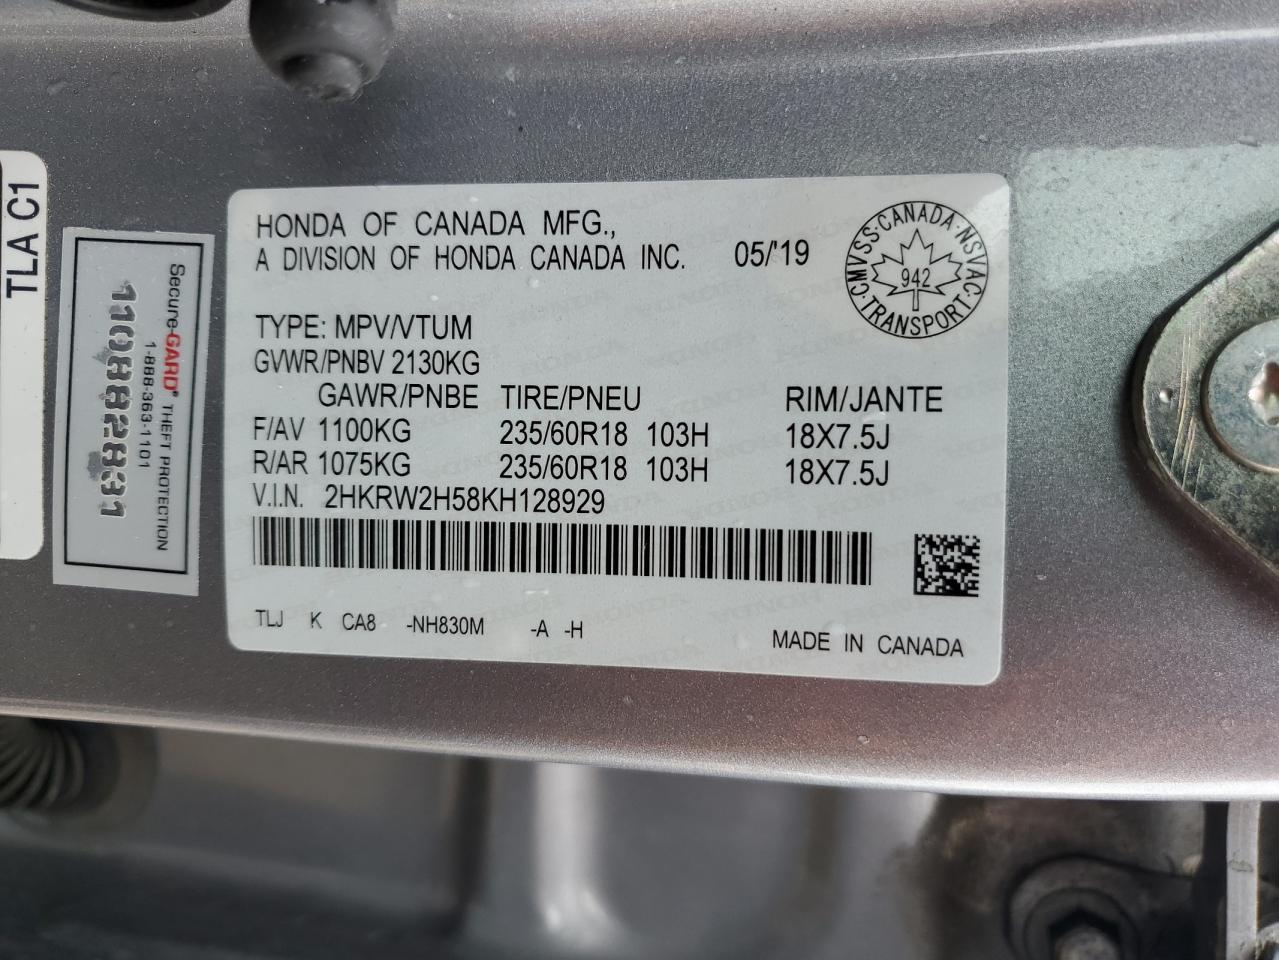 TLA C1
Secure-GARD® THEFT PROTECTION
1-888-363-1101
110882831
HONDA OF CANADA MFG.,
A DIVISION OF HONDA CANADA INC. 05/'19
CMVSS·CANADA·NSVAC·TRANSPORT·
942
TYPE: MPV/VTUM
GVWR/PNBV 2130KG
GAWR/PNBE TIRE/PNEU RIM/JANTE
F/AV 1100KG 235/60R18 103H 18X7.5J
R/AR 1075KG 235/60R18 103H 18X7.5J
V.I.N. 2HKRW2H58KH128929
TLJ K CA8 -NH830M -A -H
MADE IN CANADA